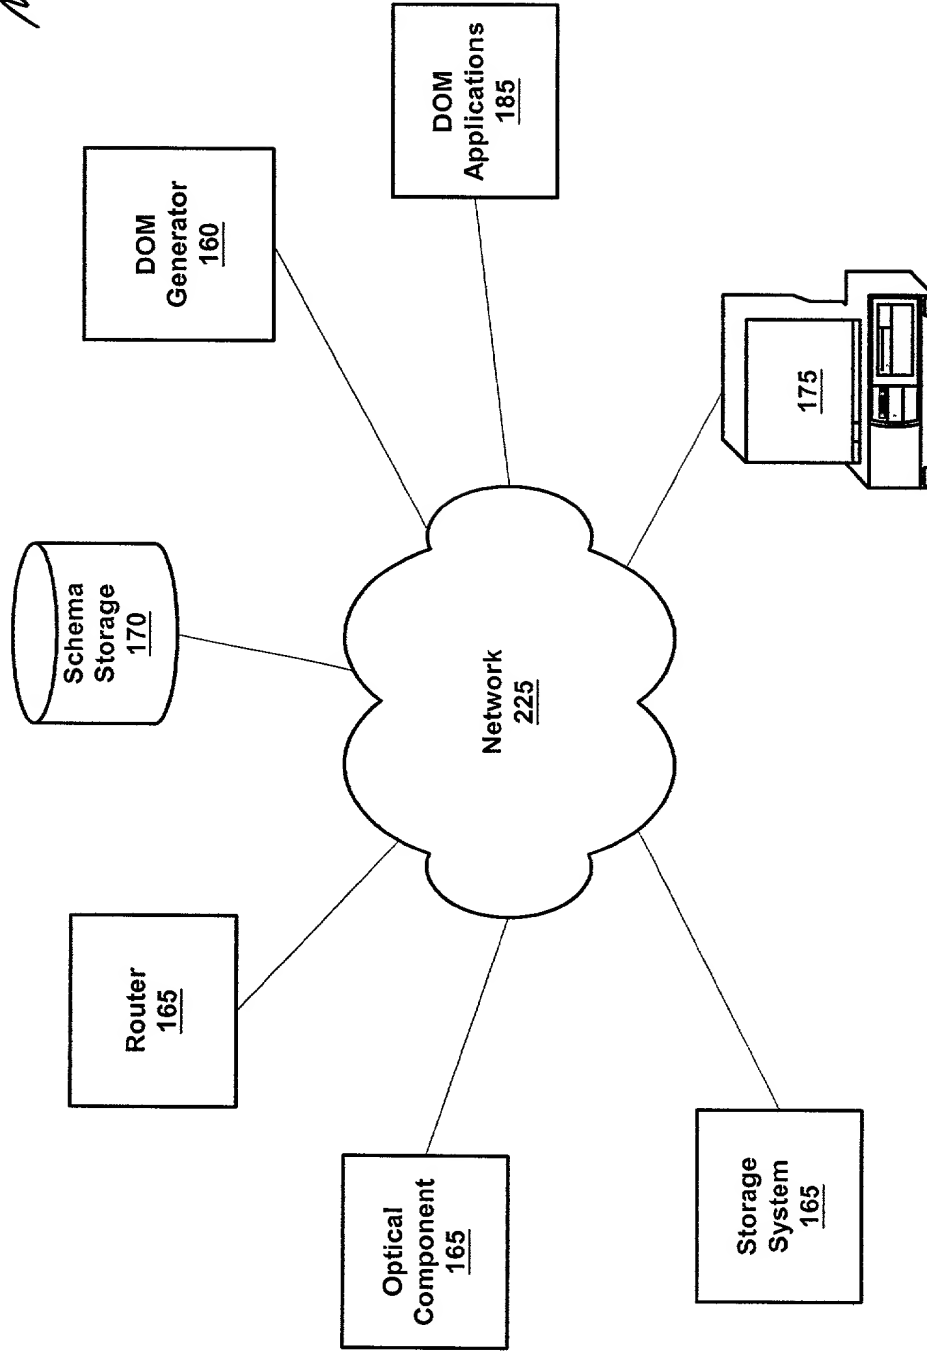 Router
165
Schema
Storage
170
DOM
Generator
160
Optical
Component
165
Network
225
DOM
Applications
185
Storage
System
165
175